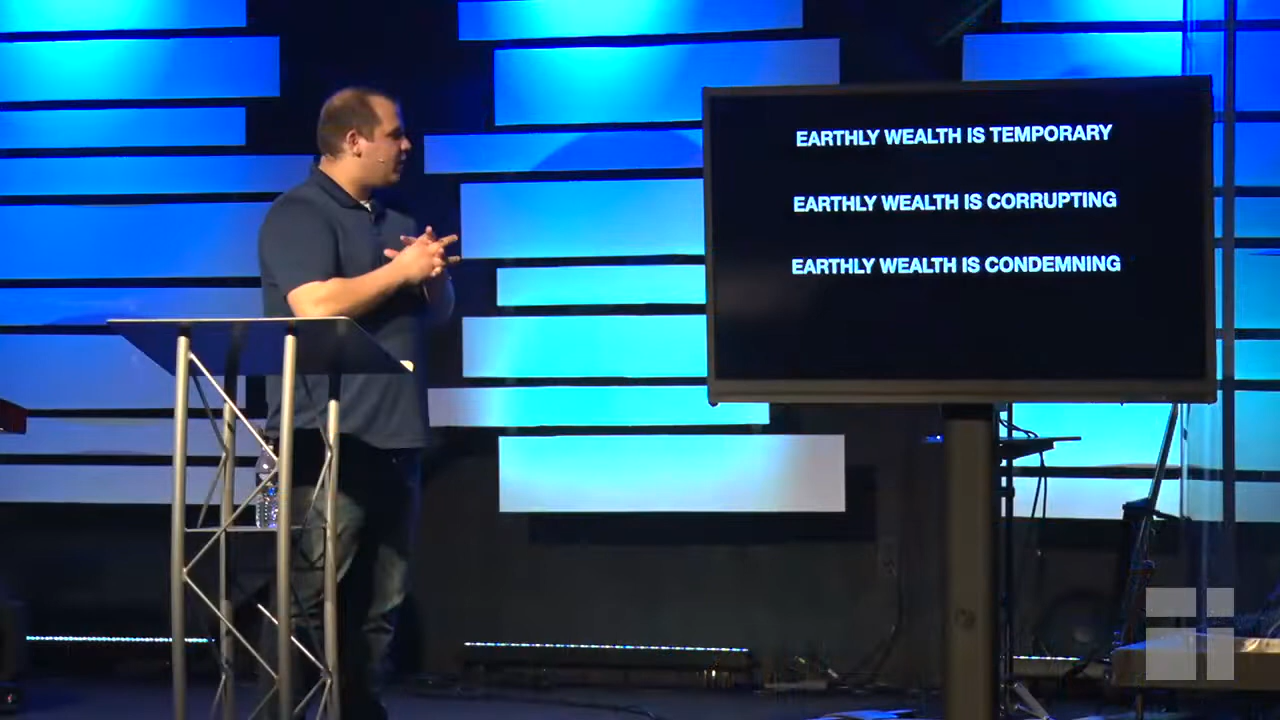 EARTHLY WEALTH IS TEMPORARY
EARTHLY WEALTH IS CORRUPTING
EARTHLY WEALTH IS CONDEMNING